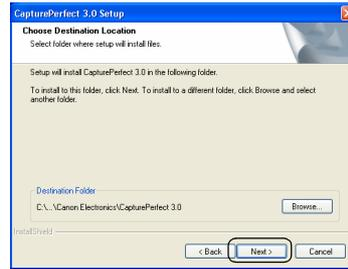 CapturePerfect 3.0 Setup
Choose Destination Location
Select folder where setup will install files.
Setup will install CapturePerfect 3.0 in the following folder.
To install to this folder, click Next. To install to a different folder, click Browse and select
another folder.
Destination Folder
C:\...\Canon Electronics\CapturePerfect 3.0
Browse...
InstallShield
< Back
Next >
Cancel